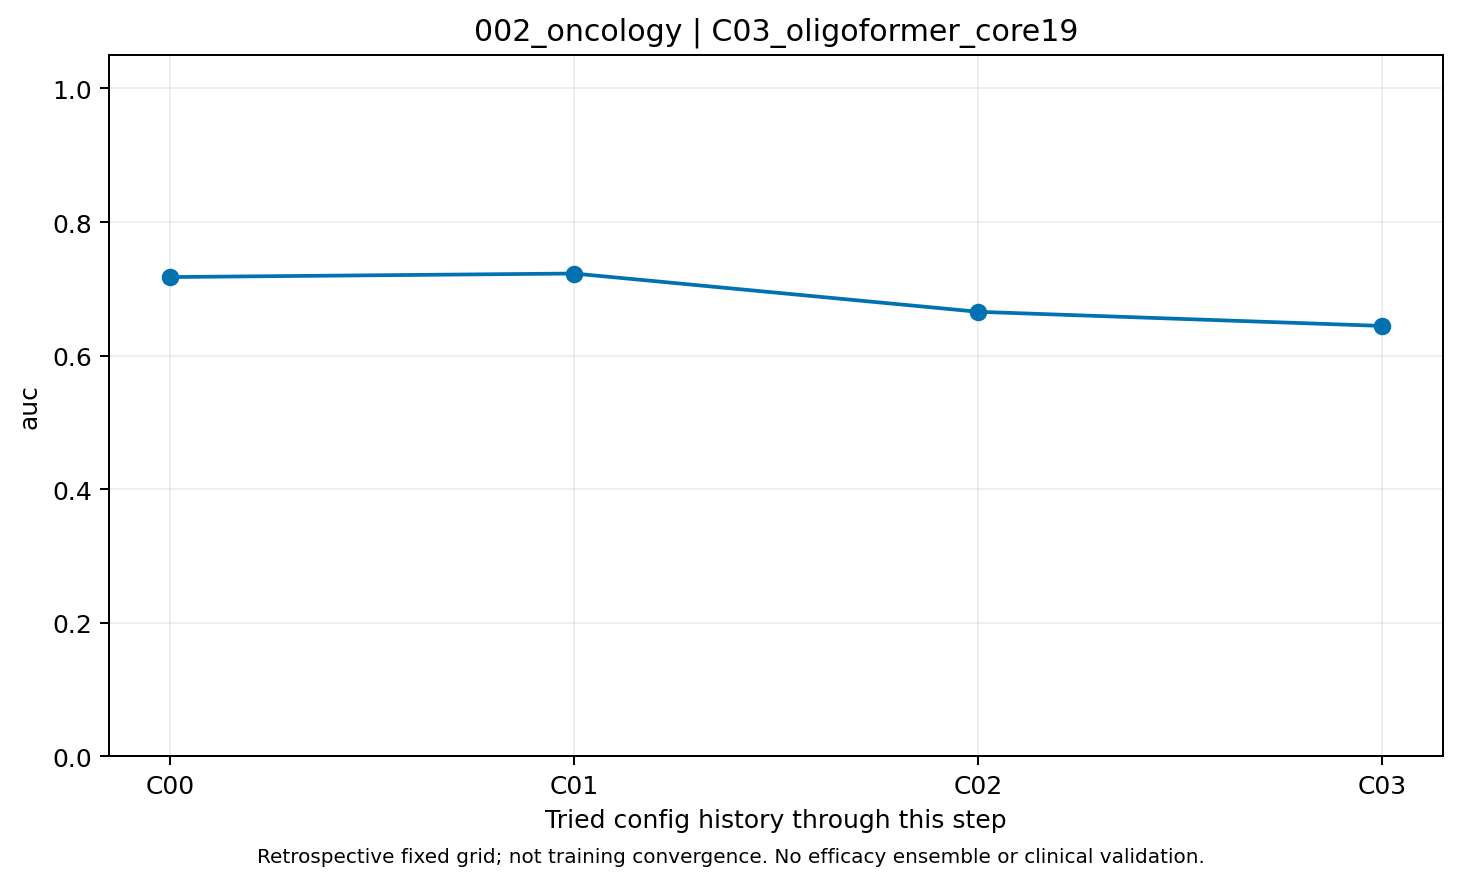 002_oncology | C03_oligoformer_core19
1.0
0.8
0.6
0.4
0.2
0.0
auc
C00 C01 C02 C03
Tried config history through this step
Retrospective fixed grid; not training convergence. No efficacy ensemble or clinical validation.